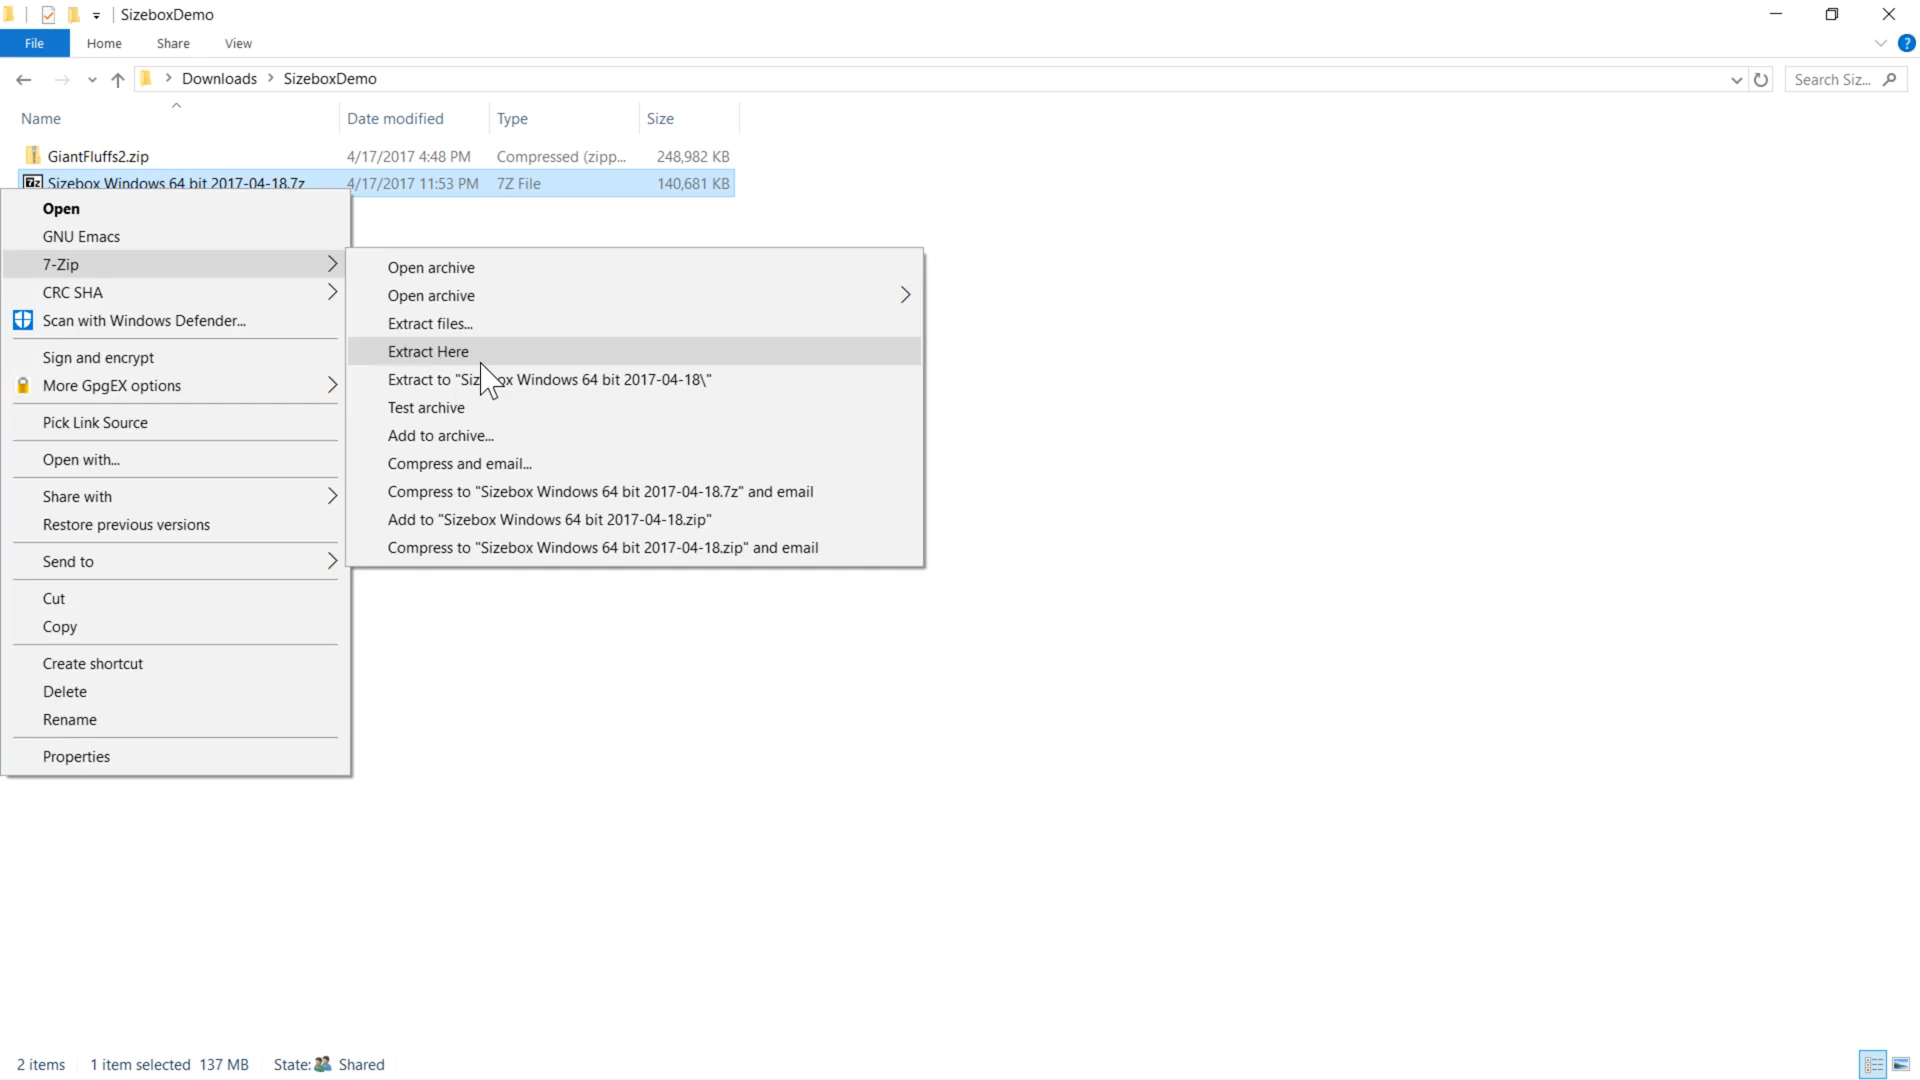 SizeboxDemo
File Home Share View
Downloads > SizeboxDemo
Search Siz...
Name Date modified Type Size
GiantFluffs2.zip 4/17/2017 4:48 PM Compressed (zipp... 248,982 KB
Sizebox Windows 64 bit 2017-04-18.7z 4/17/2017 11:53 PM 7Z File 140,681 KB
Open
GNU Emacs
7-Zip
CRC SHA
Scan with Windows Defender...
Sign and encrypt
More GpgEX options
Pick Link Source
Open with...
Share with
Restore previous versions
Send to
Cut
Copy
Create shortcut
Delete
Rename
Properties
Open archive
Open archive
Extract files...
Extract Here
Extract to "Sizebox Windows 64 bit 2017-04-18\"
Test archive
Add to archive...
Compress and email...
Compress to "Sizebox Windows 64 bit 2017-04-18.7z" and email
Add to "Sizebox Windows 64 bit 2017-04-18.zip"
Compress to "Sizebox Windows 64 bit 2017-04-18.zip" and email
2 items 1 item selected 137 MB State: Shared